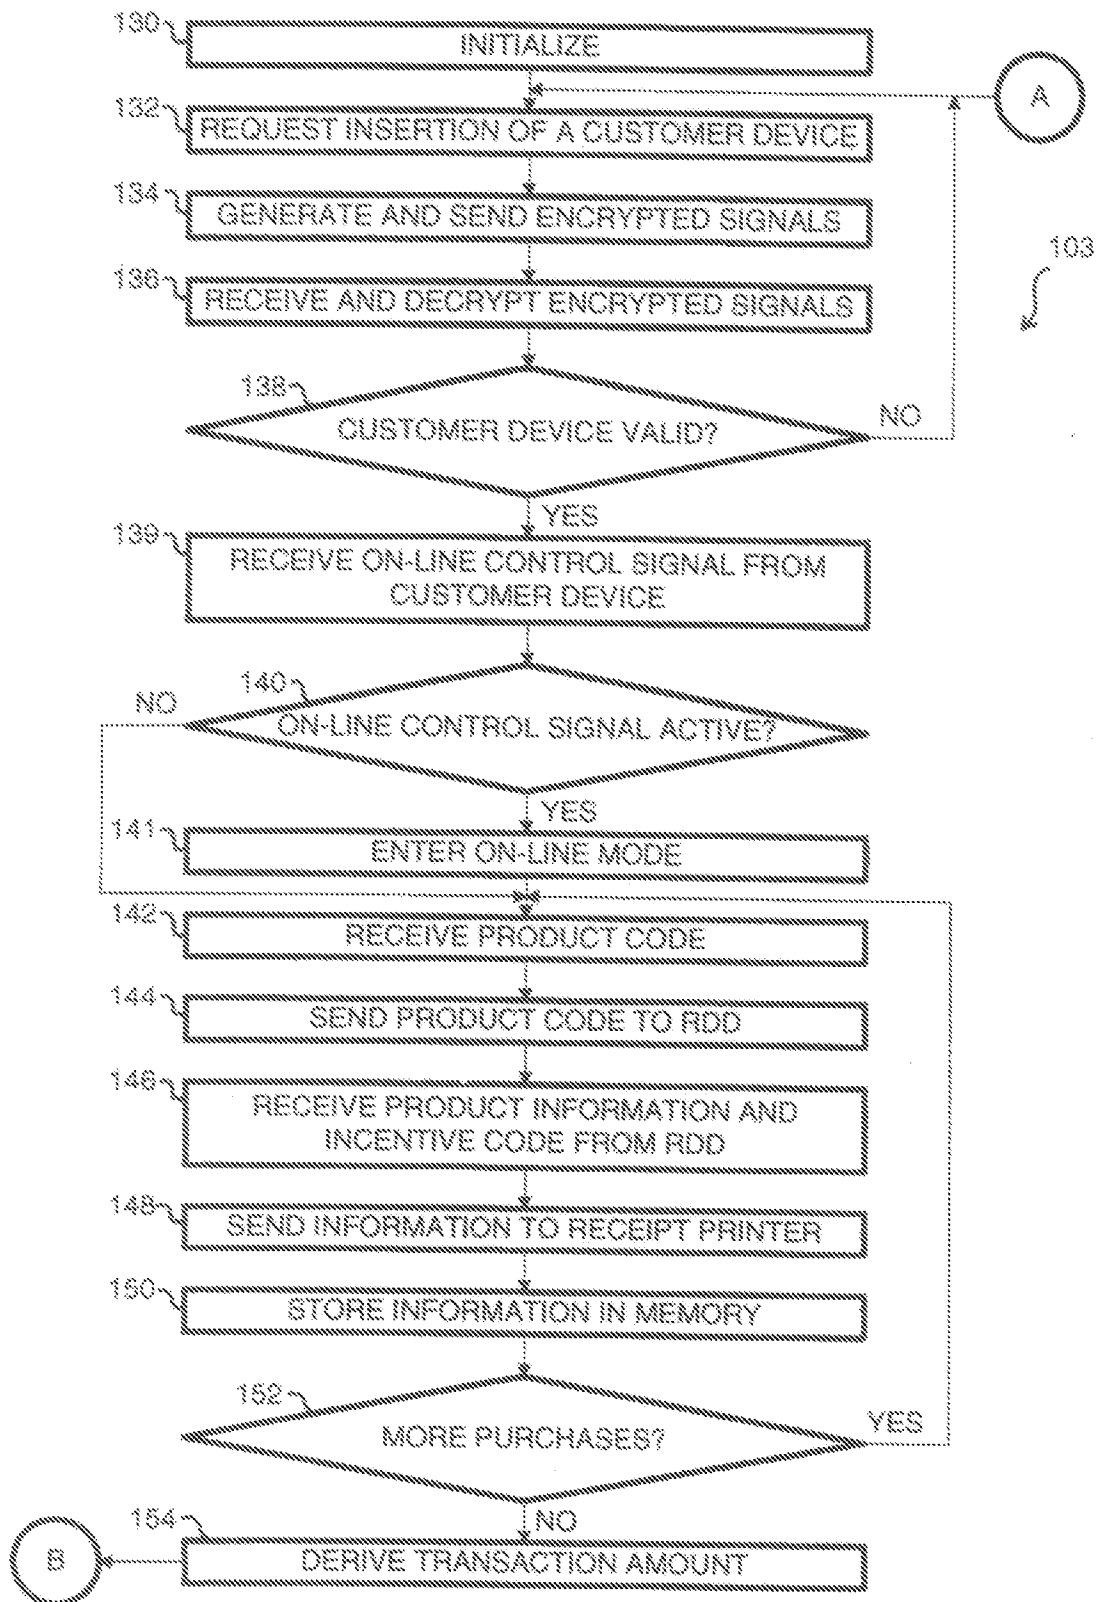 130
INITIALIZE
A
132
REQUEST INSERTION OF A CUSTOMER DEVICE
134
GENERATE AND SEND ENCRYPTED SIGNALS
103
136
RECEIVE AND DECRYPT ENCRYPTED SIGNALS
138
CUSTOMER DEVICE VALID?
NO
YES
139
RECEIVE ON-LINE CONTROL SIGNAL FROM
CUSTOMER DEVICE
140
NO
ON-LINE CONTROL SIGNAL ACTIVE?
YES
141
ENTER ON-LINE MODE
142
RECEIVE PRODUCT CODE
144
SEND PRODUCT CODE TO RDD
146
RECEIVE PRODUCT INFORMATION AND
INCENTIVE CODE FROM RDD
148
SEND INFORMATION TO RECEIPT PRINTER
150
STORE INFORMATION IN MEMORY
152
MORE PURCHASES?
YES
NO
154
DERIVE TRANSACTION AMOUNT
B